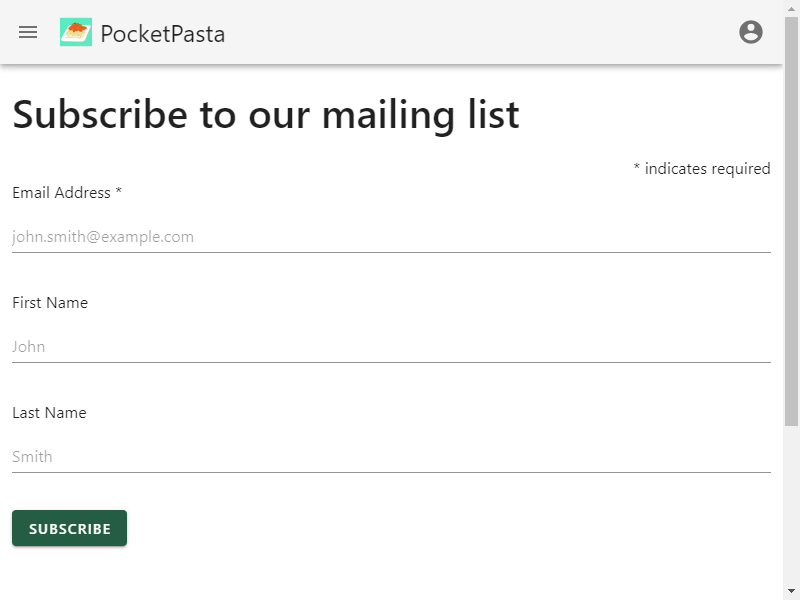 PocketPasta
Subscribe to our mailing list
* indicates required
Email Address *
john.smith@example.com
First Name
John
Last Name
Smith
SUBSCRIBE